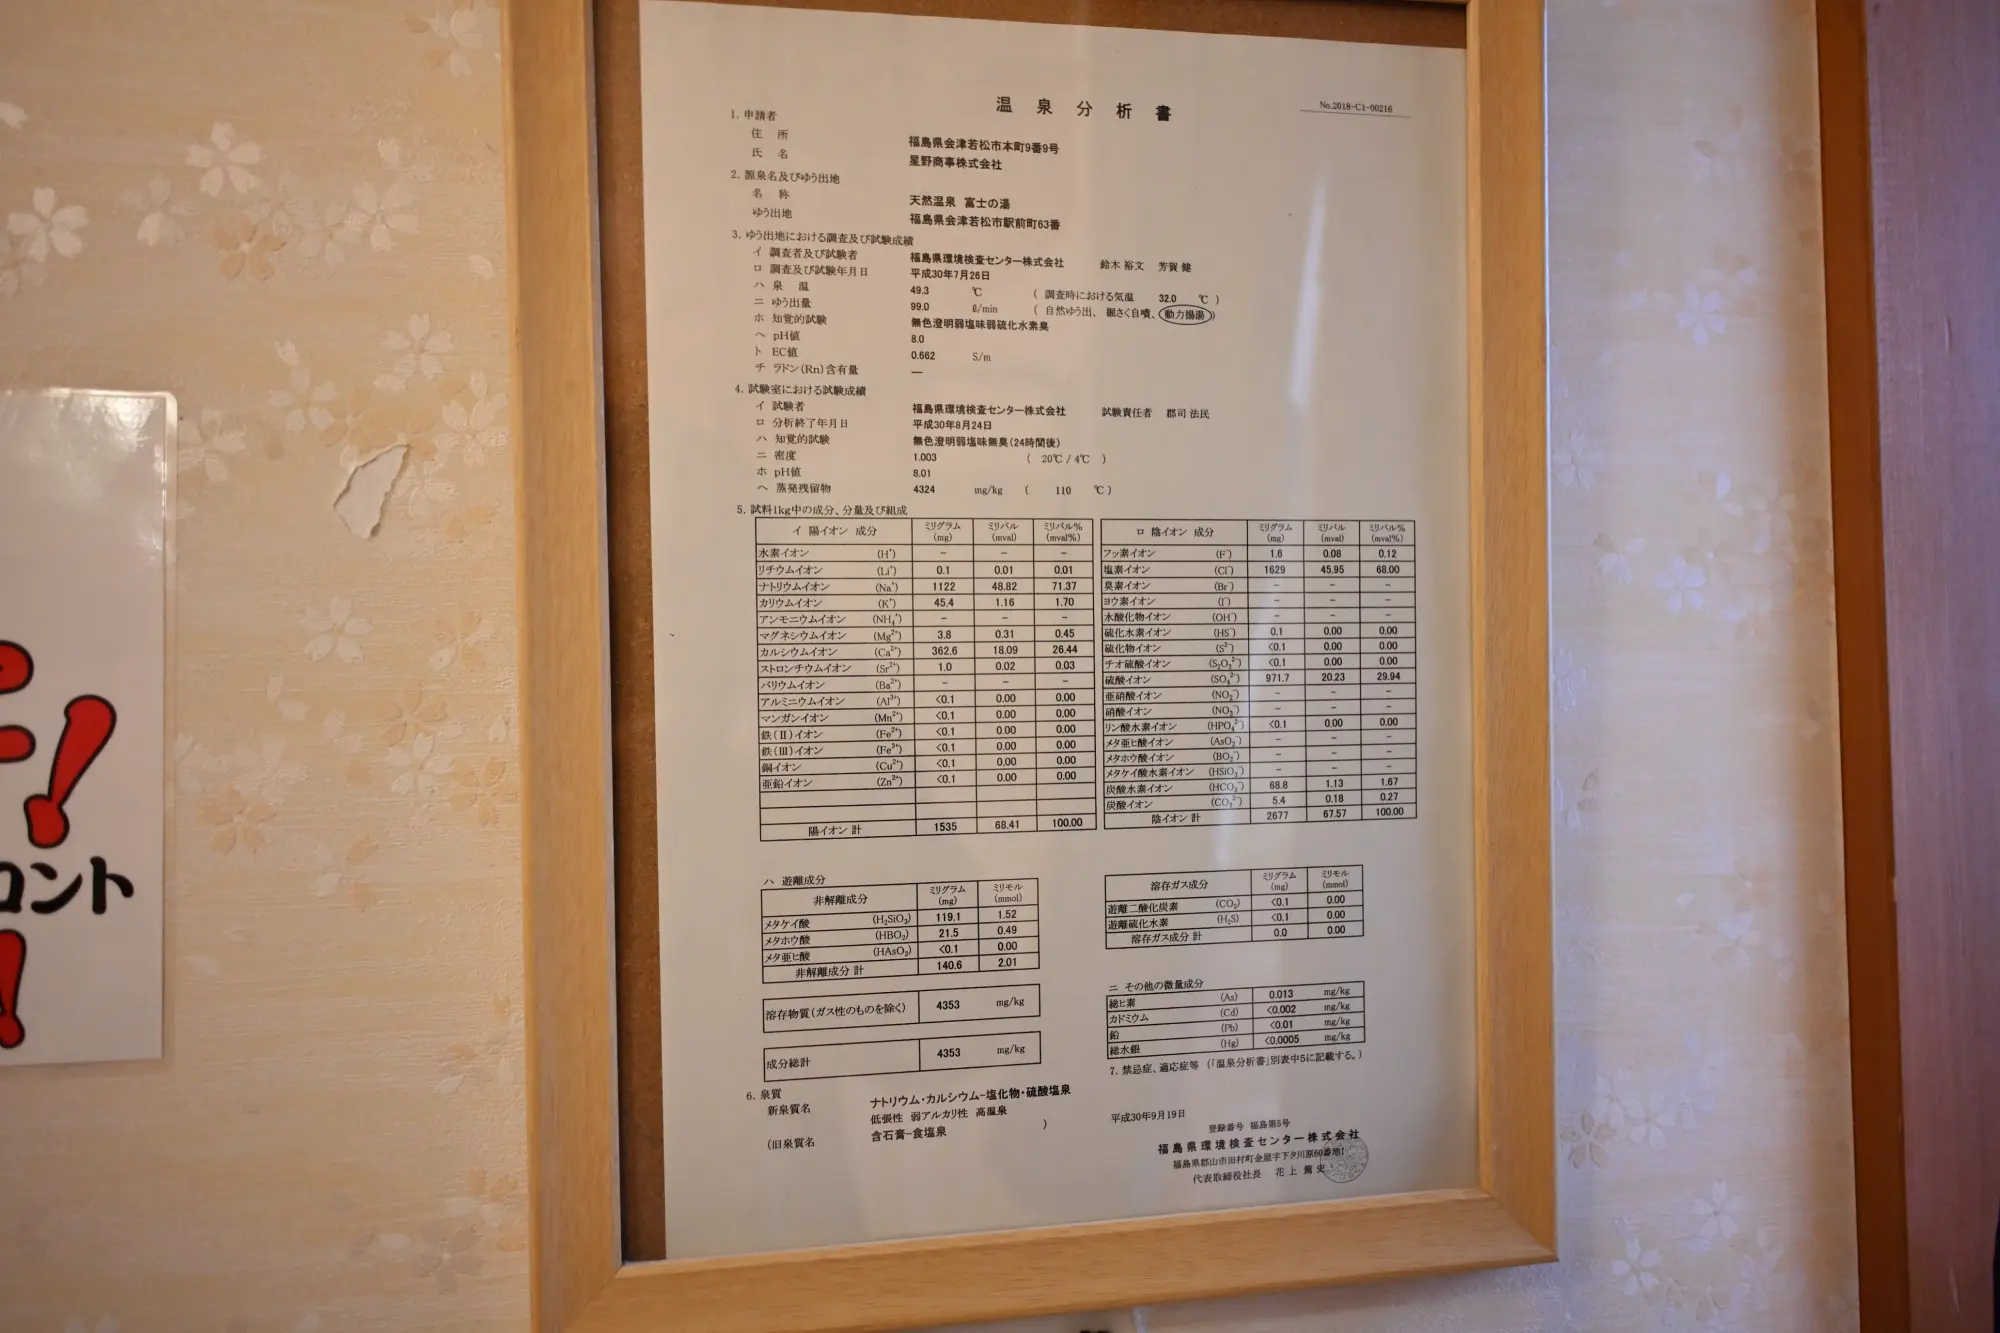 温泉分析書
No.2018-C1-00216
1. 申請者
住 所 福島県会津若松市本町9番9号
氏 名 星野商事株式会社
2. 源泉名及びゆう出地
名 称 天然温泉 富士の湯
ゆう出地 福島県会津若松市駅前町63番
3. ゆう出地における調査及び試験成績
イ 調査者及び試験者 福島県環境検査センター株式会社 鈴木 裕文 芳賀 健
ロ 調査及び試験年月日 平成30年7月26日
ハ 泉 温 49.3 ℃ ( 調査時における気温 32.0 ℃ )
ニ ゆう出量 99.0 ℓ/min ( 自然ゆう出、掘さく自噴、動力揚湯)
ホ 知覚的試験 無色澄明弱塩味弱硫化水素臭
ヘ pH値 8.0
ト EC値 0.662 S/m
チ ラドン(Rn)含有量 —
4. 試験室における試験成績
イ 試験者 福島県環境検査センター株式会社 試験責任者 郡司 法民
ロ 分析終了年月日 平成30年8月24日
ハ 知覚的試験 無色澄明弱塩味無臭(24時間後)
ニ 密度 1.003 ( 20℃ / 4℃ )
ホ pH値 8.01
ヘ 蒸発残留物 4324 mg/kg ( 110 ℃ )
5. 試料1kg中の成分、分量及び組成
イ 陽イオン 成分 ミリグラム(mg) ミリバル(mval) ミリバル%(mval%)
水素イオン (H⁺) - - -
リチウムイオン (Li⁺) 0.1 0.01 0.01
ナトリウムイオン (Na⁺) 1122 48.82 71.37
カリウムイオン (K⁺) 45.4 1.16 1.70
アンモニウムイオン (NH₄⁺) - - -
マグネシウムイオン (Mg²⁺) 3.8 0.31 0.45
カルシウムイオン (Ca²⁺) 362.6 18.09 26.44
ストロンチウムイオン (Sr²⁺) 1.0 0.02 0.03
バリウムイオン (Ba²⁺) - - -
アルミニウムイオン (Al³⁺) <0.1 0.00 0.00
マンガンイオン (Mn²⁺) <0.1 0.00 0.00
鉄(Ⅱ)イオン (Fe²⁺) <0.1 0.00 0.00
鉄(Ⅲ)イオン (Fe³⁺) <0.1 0.00 0.00
銅イオン (Cu²⁺) <0.1 0.00 0.00
亜鉛イオン (Zn²⁺) <0.1 0.00 0.00
陽イオン 計 1535 68.41 100.00
ロ 陰イオン 成分 ミリグラム(mg) ミリバル(mval) ミリバル%(mval%)
フッ素イオン (F⁻) 1.6 0.08 0.12
塩素イオン (Cl⁻) 1629 45.95 68.00
臭素イオン (Br⁻) - - -
ヨウ素イオン (I⁻) - - -
水酸化物イオン (OH⁻) - - -
硫化水素イオン (HS⁻) 0.1 0.00 0.00
硫化物イオン (S²⁻) <0.1 0.00 0.00
チオ硫酸イオン (S₂O₃²⁻) <0.1 0.00 0.00
硫酸イオン (SO₄²⁻) 971.7 20.23 29.94
亜硝酸イオン (NO₂⁻) - - -
硝酸イオン (NO₃⁻) - - -
リン酸水素イオン (HPO₄²⁻) <0.1 0.00 0.00
メタ亜ヒ酸イオン (AsO₂⁻) - - -
メタホウ酸イオン (BO₂⁻) - - -
メタケイ酸水素イオン (HSiO₃⁻) - - -
炭酸水素イオン (HCO₃⁻) 68.8 1.13 1.67
炭酸イオン (CO₃²⁻) 5.4 0.18 0.27
陰イオン 計 2677 67.57 100.00
ハ 遊離成分
非解離成分 ミリグラム(mg) ミリモル(mmol)
メタケイ酸 (H₂SiO₃) 119.1 1.52
メタホウ酸 (HBO₂) 21.5 0.49
メタ亜ヒ酸 (HAsO₂) <0.1 0.00
非解離成分 計 140.6 2.01
溶存ガス成分 ミリグラム(mg) ミリモル(mmol)
遊離二酸化炭素 (CO₂) <0.1 0.00
遊離硫化水素 (H₂S) <0.1 0.00
溶存ガス成分 計 0.0 0.00
溶存物質(ガス性のものを除く) 4353 mg/kg
成分総計 4353 mg/kg
ニ その他の微量成分
総ヒ素 (As) 0.013 mg/kg
カドミウム (Cd) <0.002 mg/kg
鉛 (Pb) <0.01 mg/kg
総水銀 (Hg) <0.0005 mg/kg
6. 泉質
新泉質名 ナトリウム・カルシウム-塩化物・硫酸塩泉
低張性 弱アルカリ性 高温泉
(旧泉質名 含石膏-食塩泉 )
7. 禁忌症、適応症等 (「温泉分析書」別表中5に記載する。)
平成30年9月19日
登録番号 福島第5号
福島県環境検査センター株式会社
福島県郡山市田村町金屋字下夕川原60番地1
代表取締役社長 花上 篤史
ロント